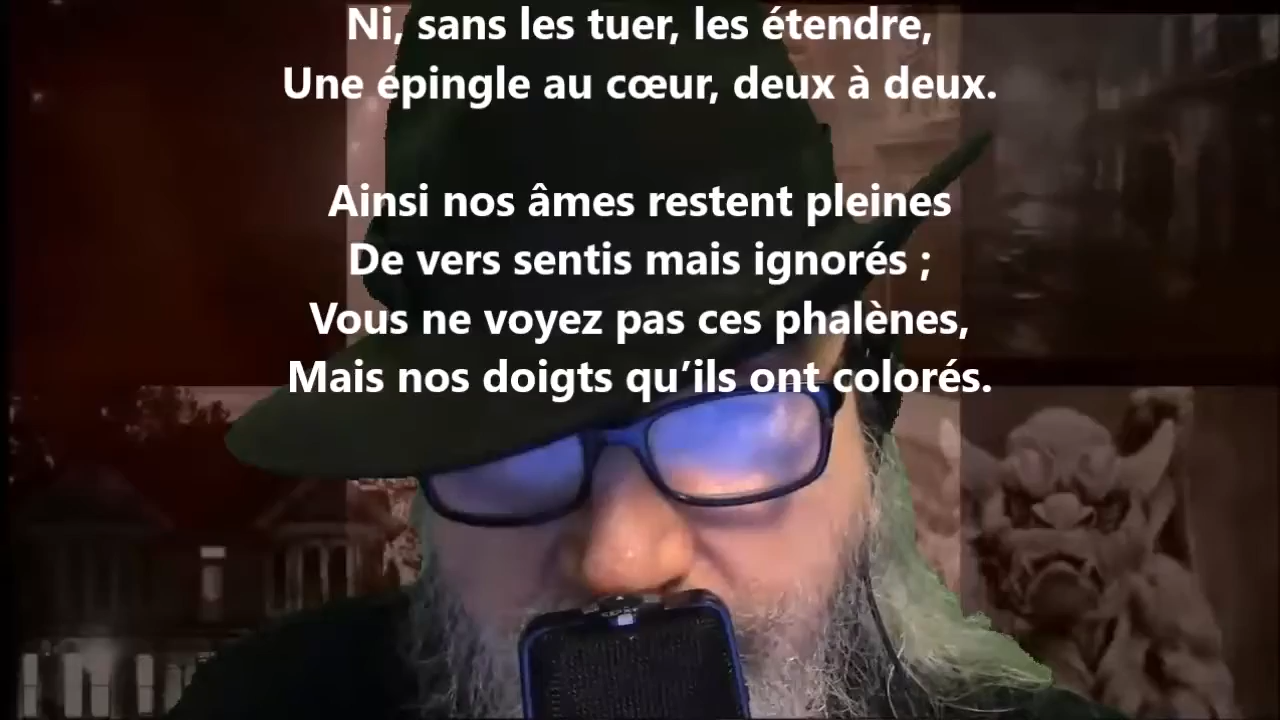 Ni, sans les tuer, les étendre,
Une épingle au cœur, deux à deux.
Ainsi nos âmes restent pleines
De vers sentis mais ignorés ;
Vous ne voyez pas ces phalènes,
Mais nos doigts qu’ils ont colorés.